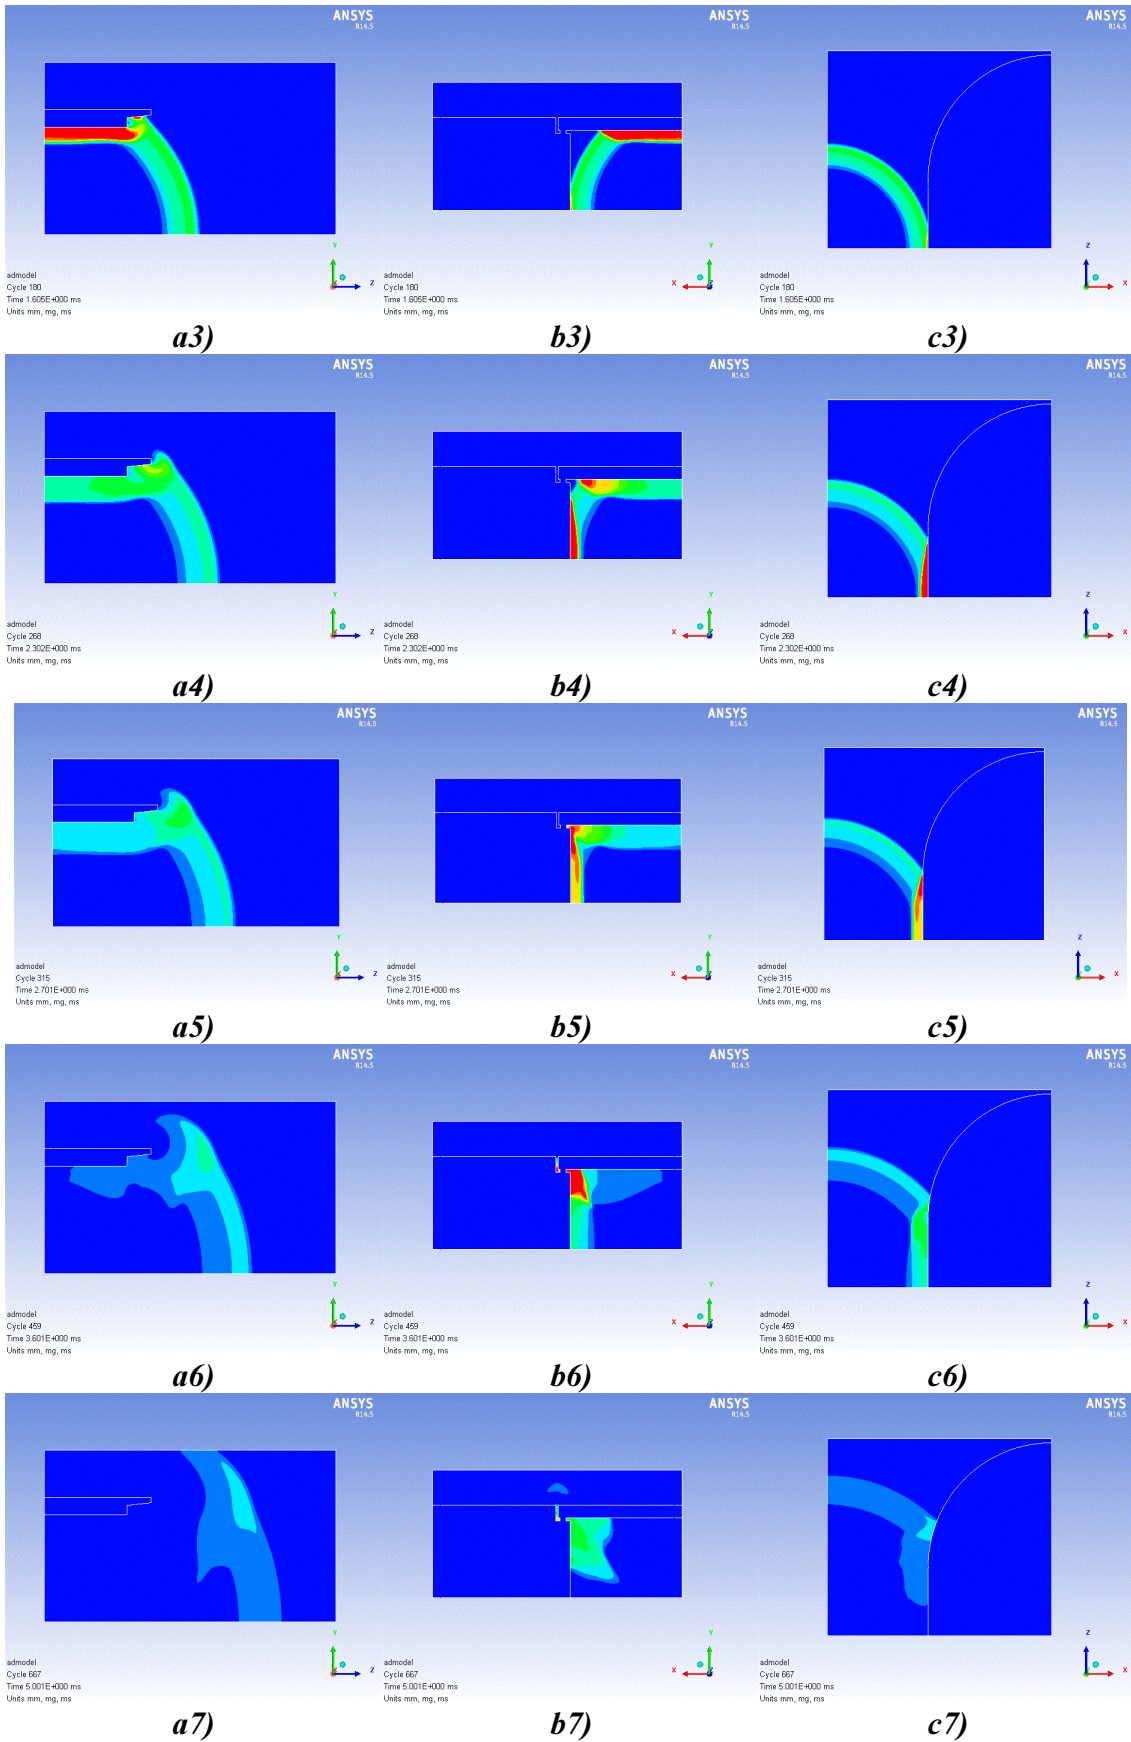 ANSYS
R14.5
Y
Z
admodel
Cycle 180
Time 1.605E+000 ms
Units mm, mg, ms
a3)
ANSYS
R14.5
Y
X
Z
admodel
Cycle 180
Time 1.605E+000 ms
Units mm, mg, ms
b3)
ANSYS
R14.5
Z
X
admodel
Cycle 180
Time 1.605E+000 ms
Units mm, mg, ms
c3)
ANSYS
R14.5
Y
Z
admodel
Cycle 268
Time 2.302E+000 ms
Units mm, mg, ms
a4)
ANSYS
R14.5
Y
X
Z
admodel
Cycle 268
Time 2.302E+000 ms
Units mm, mg, ms
b4)
ANSYS
R14.5
Z
X
admodel
Cycle 268
Time 2.302E+000 ms
Units mm, mg, ms
c4)
ANSYS
R14.5
Y
Z
admodel
Cycle 315
Time 2.701E+000 ms
Units mm, mg, ms
a5)
ANSYS
R14.5
Y
X
Z
admodel
Cycle 315
Time 2.701E+000 ms
Units mm, mg, ms
b5)
ANSYS
R14.5
Z
X
admodel
Cycle 315
Time 2.701E+000 ms
Units mm, mg, ms
c5)
ANSYS
R14.5
Y
Z
admodel
Cycle 459
Time 3.601E+000 ms
Units mm, mg, ms
a6)
ANSYS
R14.5
Y
X
Z
admodel
Cycle 459
Time 3.601E+000 ms
Units mm, mg, ms
b6)
ANSYS
R14.5
Z
X
admodel
Cycle 459
Time 3.601E+000 ms
Units mm, mg, ms
c6)
ANSYS
R14.5
Y
Z
admodel
Cycle 667
Time 5.001E+000 ms
Units mm, mg, ms
a7)
ANSYS
R14.5
Y
X
Z
admodel
Cycle 667
Time 5.001E+000 ms
Units mm, mg, ms
b7)
ANSYS
R14.5
Z
X
admodel
Cycle 667
Time 5.001E+000 ms
Units mm, mg, ms
c7)